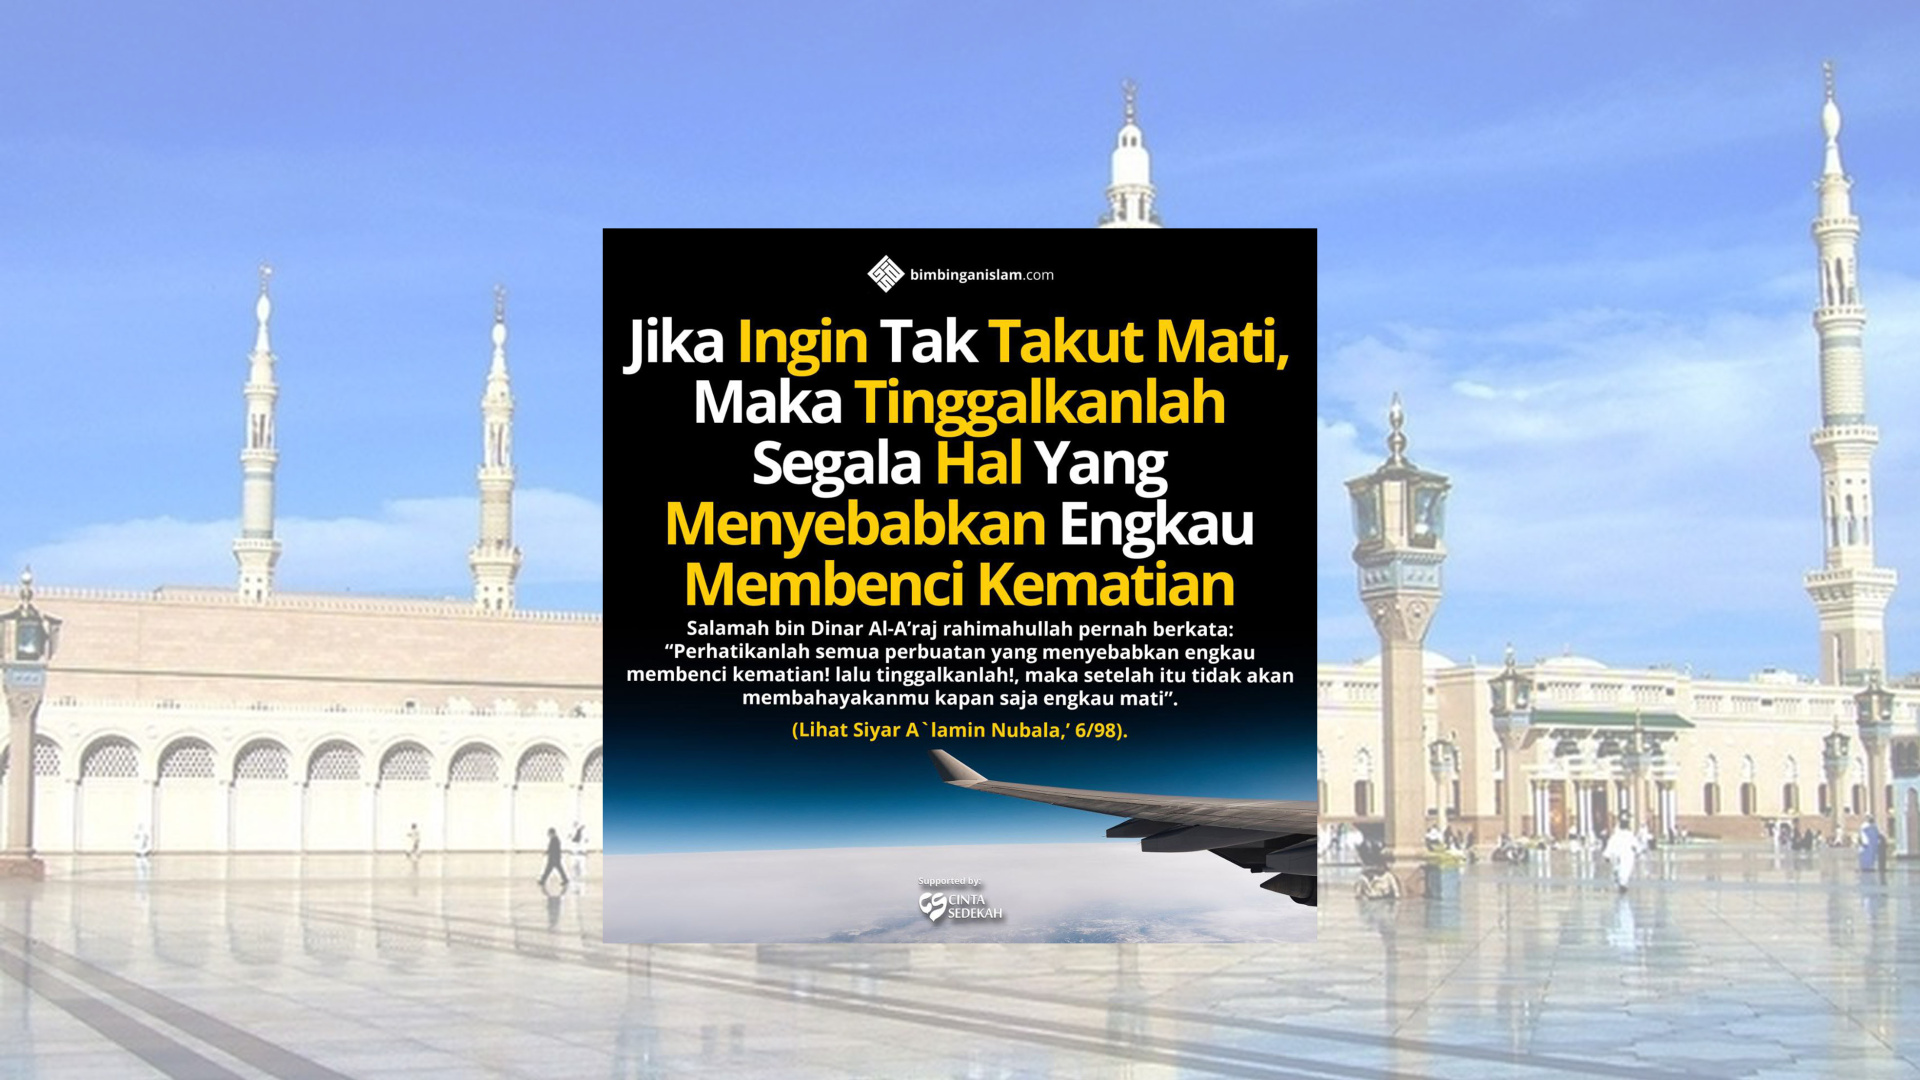 bimbinganislam.com
Jika Ingin Tak Takut Mati,
Maka Tinggalkanlah
Segala Hal Yang
Menyebabkan Engkau
Membenci Kematian
Salamah bin Dinar Al-A’raj rahimahullah pernah berkata:
“Perhatikanlah semua perbuatan yang menyebabkan engkau
membenci kematian! lalu tinggalkanlah!, maka setelah itu tidak akan
membahayakanmu kapan saja engkau mati”.
(Lihat Siyar A`lamin Nubala,’ 6/98).
Supported by:
CINTA
SEDEKAH